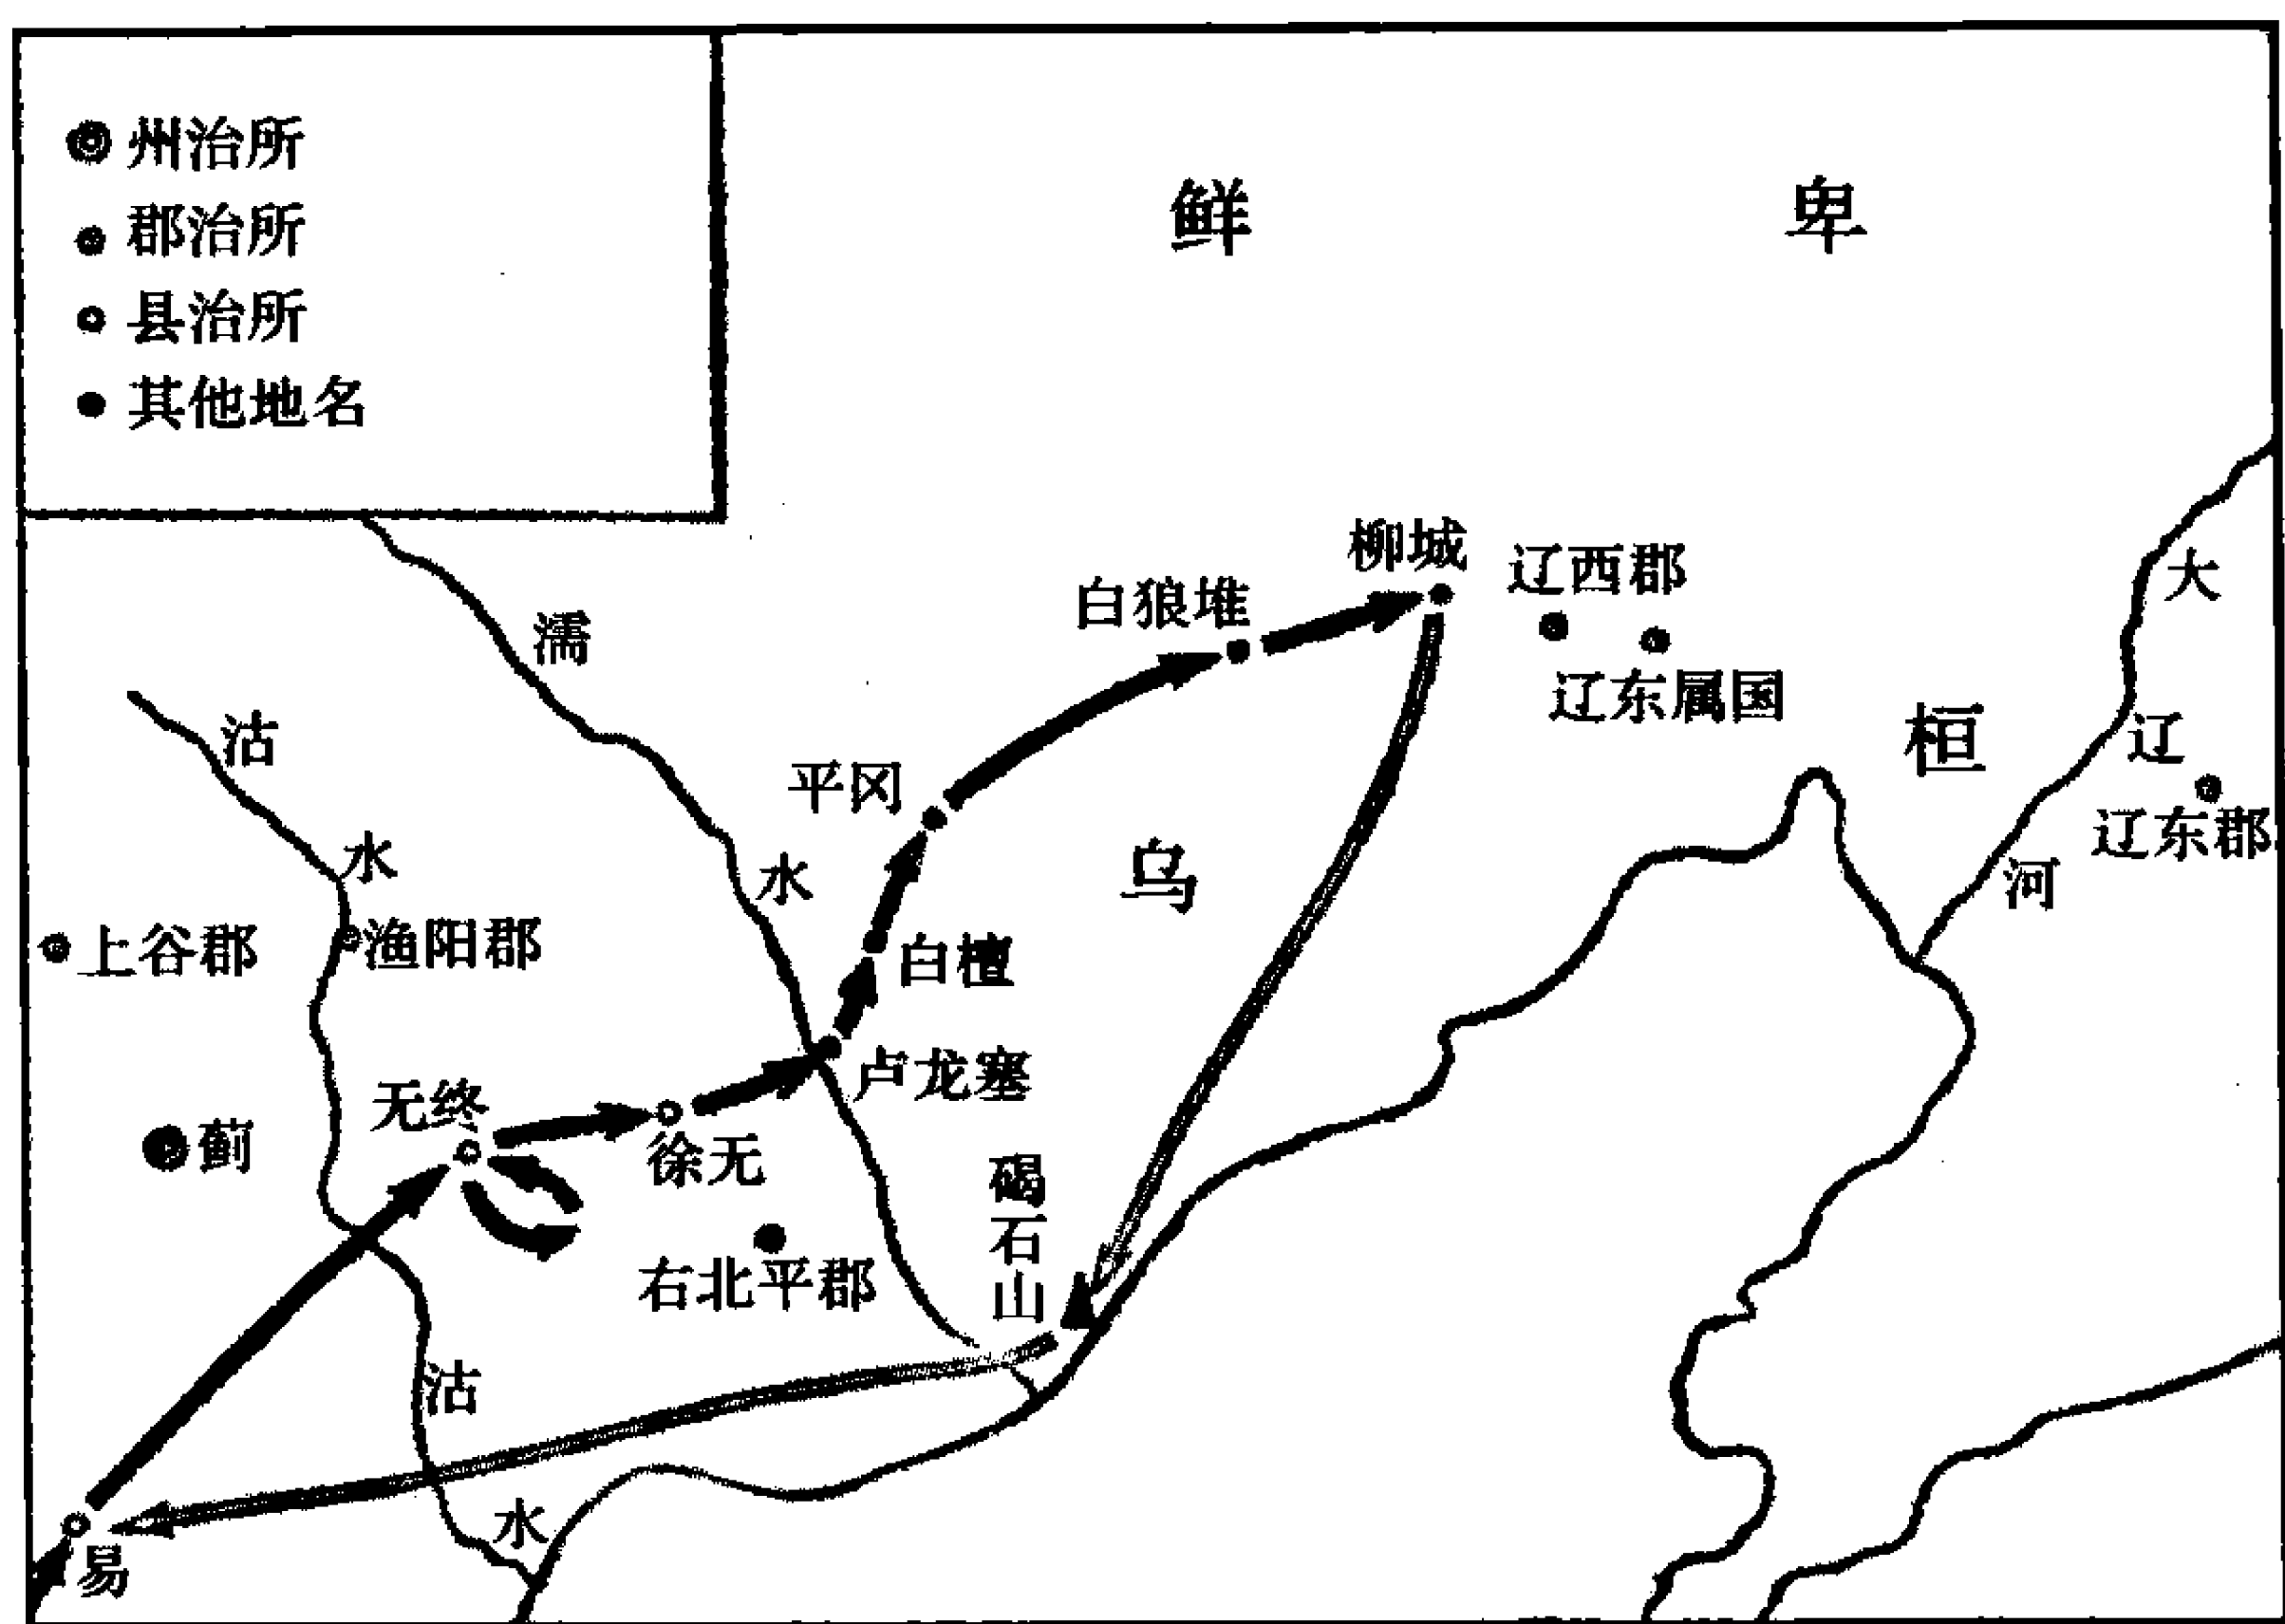 州治所
郡治所
县治所
其他地名
鲜卑
柳城
辽西郡
白狼堆
辽东属国
大辽河
濡水
沽水
桓
平冈
辽东郡
乌
上谷郡
渔阳郡
白檀
卢龙塞
无终
蓟
徐无
碣石山
右北平郡
沽水
易